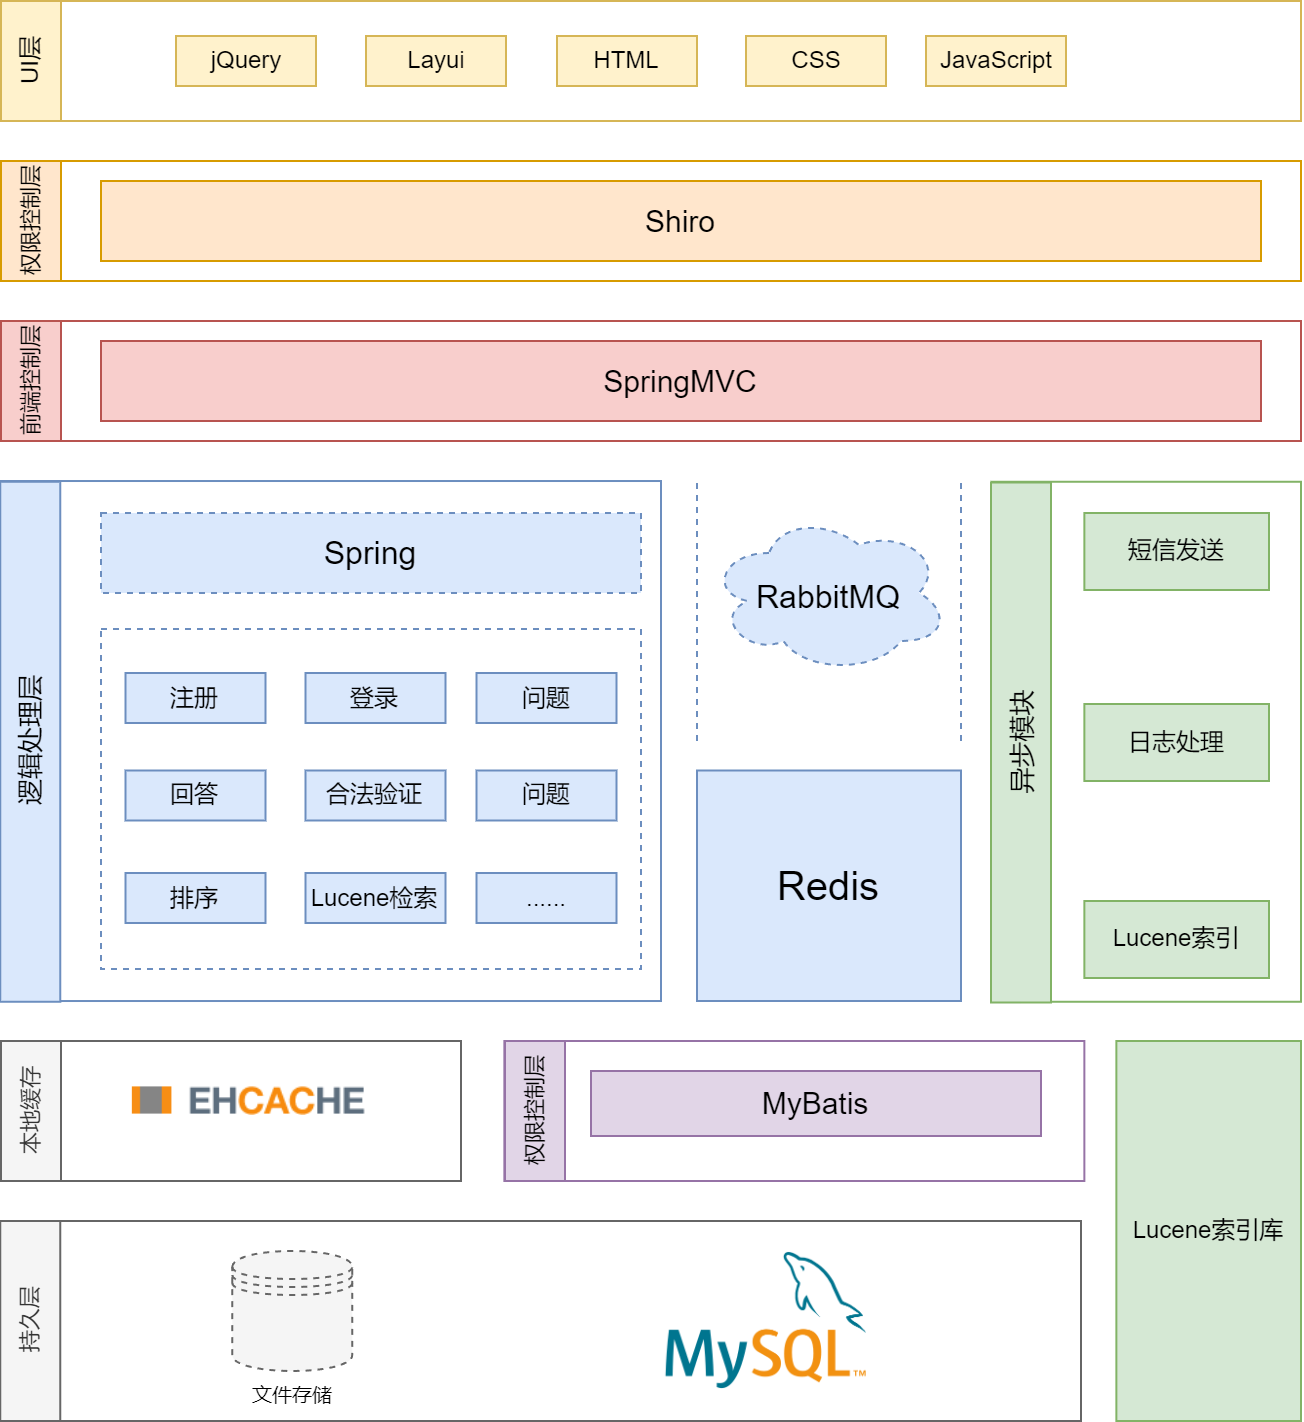 UI层
jQuery
Layui
HTML
CSS
JavaScript
权限控制层
Shiro
前端控制层
SpringMVC
逻辑处理层
Spring
注册
登录
问题
回答
合法验证
问题
排序
Lucene检索
......
RabbitMQ
Redis
异步模块
短信发送
日志处理
Lucene索引
本地缓存
EHCACHE
权限控制层
MyBatis
Lucene索引库
持久层
文件存储
MySQL™